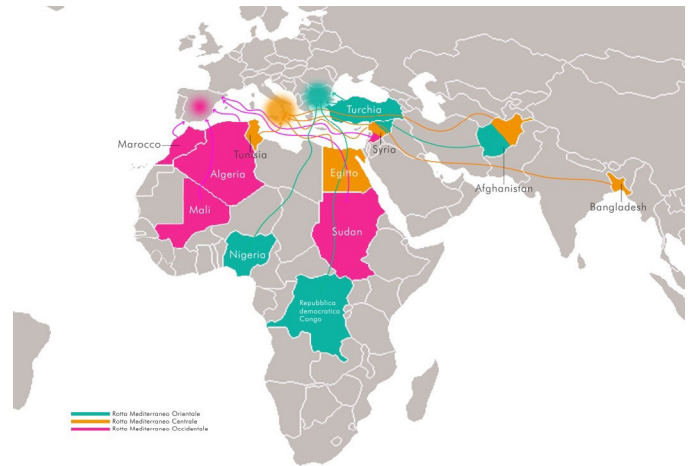 Turchia
Marocco
Tunisia
Syria
Algeria
Egitto
Afghanistan
Mali
Bangladesh
Sudan
Nigeria
Repubblica
democratica
Congo
Rotta Mediterraneo Orientale
Rotta Mediterraneo Centrale
Rotta Mediterraneo Occidentale